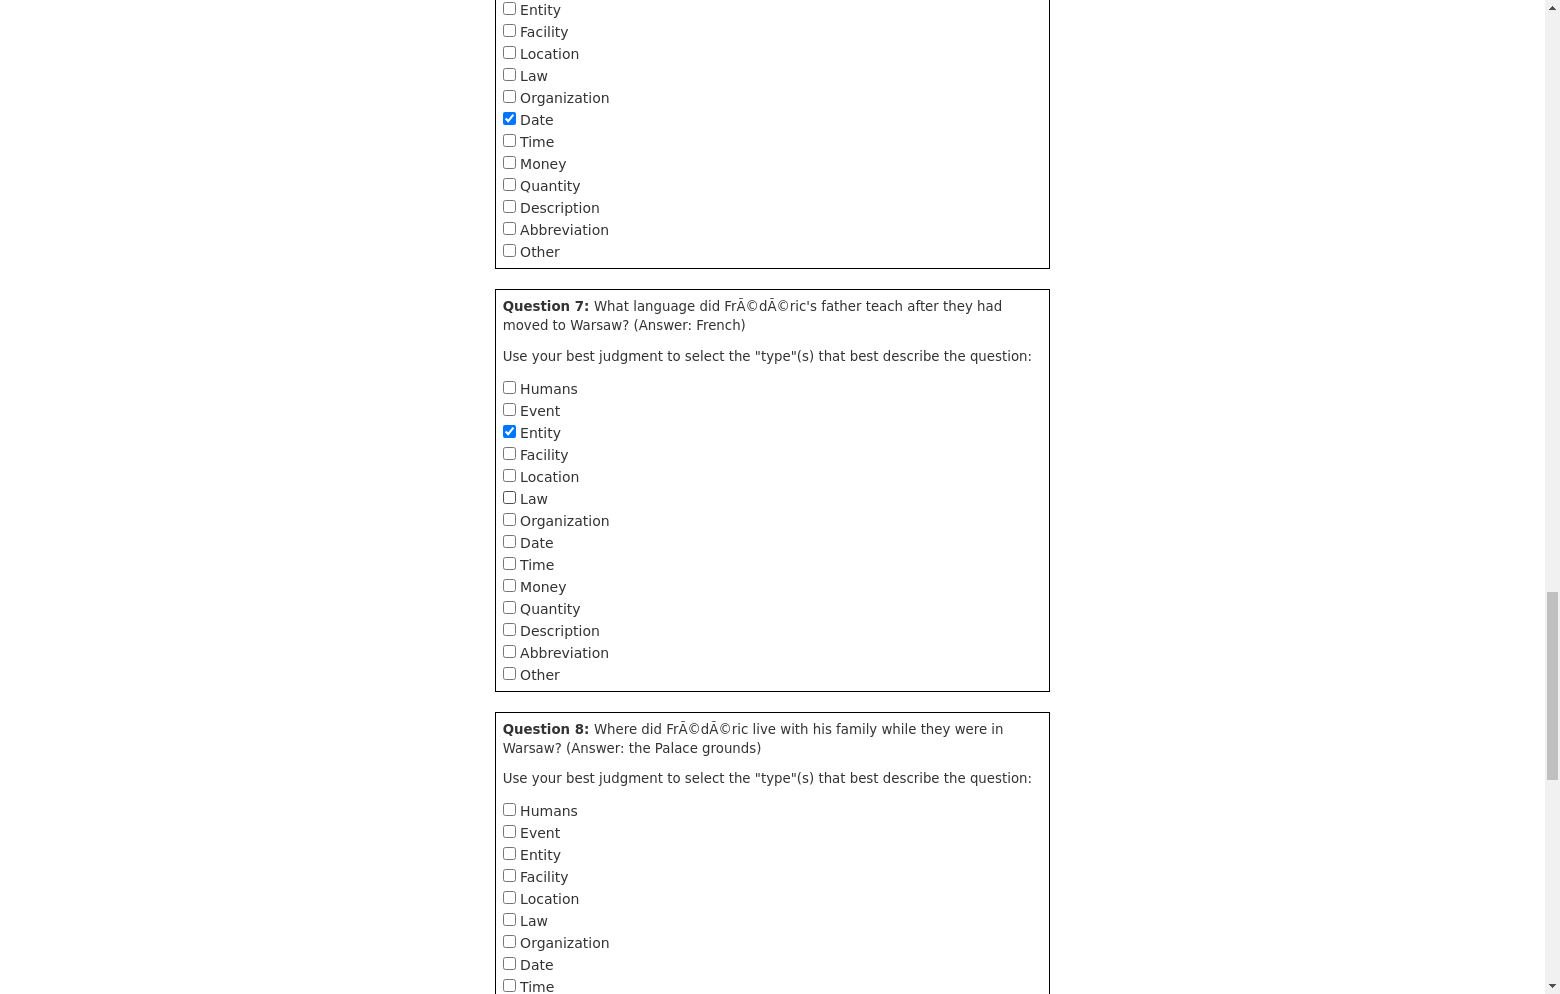 Entity
Facility
Location
Law
Organization
Date
Time
Money
Quantity
Description
Abbreviation
Other
Question 7: What language did FrÃ©dÃ©ric's father teach after they had
moved to Warsaw? (Answer: French)
Use your best judgment to select the "type"(s) that best describe the question:
Humans
Event
Entity
Facility
Location
Law
Organization
Date
Time
Money
Quantity
Description
Abbreviation
Other
Question 8: Where did FrÃ©dÃ©ric live with his family while they were in
Warsaw? (Answer: the Palace grounds)
Use your best judgment to select the "type"(s) that best describe the question:
Humans
Event
Entity
Facility
Location
Law
Organization
Date
Time